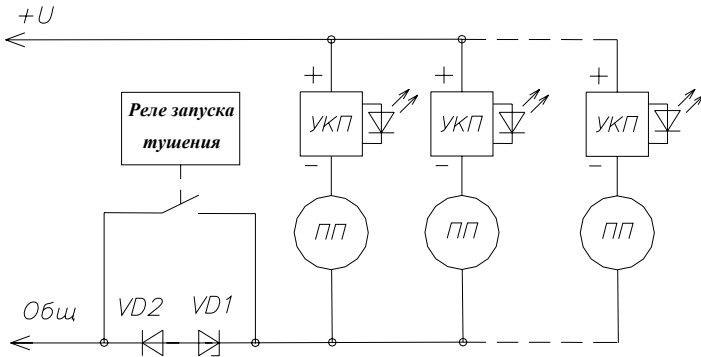 +U
+
+
+
Реле запуска
тушения
УКП
УКП
УКП
−
−
−
ПП
ПП
ПП
Общ
VD2
VD1